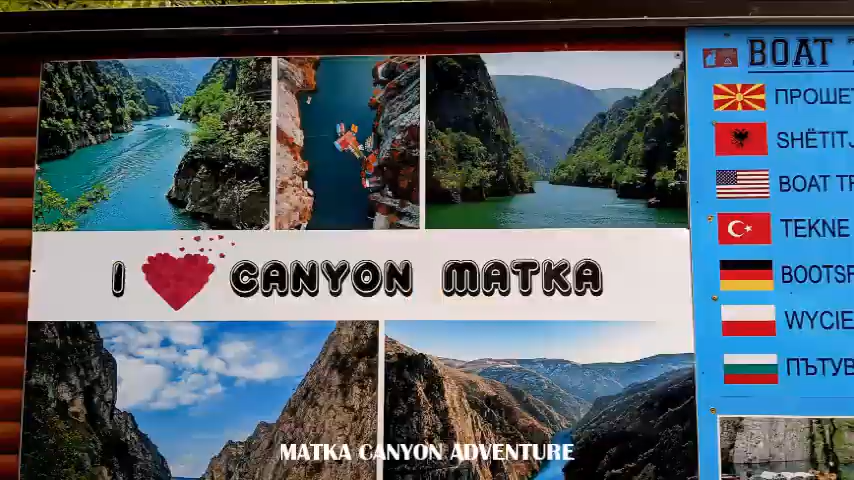 BOAT
ПРОШЕТ
SHËTITJ
BOAT TR
TEKNE
BOOTSF
WYCIE
ПЪТУВ
I CANYON MATKA
MATKA CANYON ADVENTURE